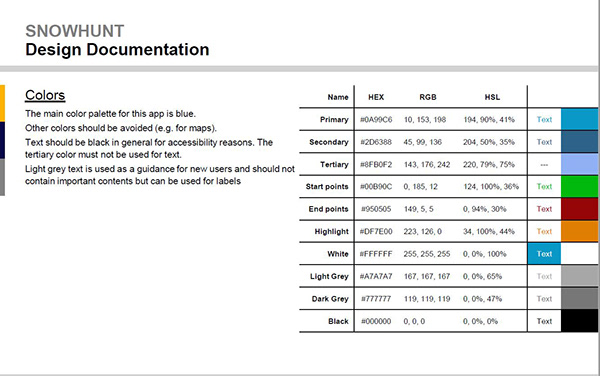 SNOWHUNT
Design Documentation
Colors
The main color palette for this app is blue.
Other colors should be avoided (e.g. for maps).
Text should be black in general for accessibility reasons. The
tertiary color must not be used for text.
Light grey text is used as a guidance for new users and should not
contain important contents but can be used for labels
Name HEX RGB HSL
Primary #0A99C6 10, 153, 198 194, 90%, 41% Text
Secondary #2D6388 45, 99, 136 204, 50%, 35% Text
Tertiary #8FB0F2 143, 176, 242 220, 79%, 75% ---
Start points #00B90C 0, 185, 12 124, 100%, 36% Text
End points #950505 149, 5, 5 0, 94%, 30% Text
Highlight #DF7E00 223, 126, 0 34, 100%, 44% Text
White #FFFFFF 255, 255, 255 0, 0%, 100% Text
Light Grey #A7A7A7 167, 167, 167 0, 0%, 65% Text
Dark Grey #777777 119, 119, 119 0, 0%, 47% Text
Black #000000 0, 0, 0 0, 0%, 0% Text